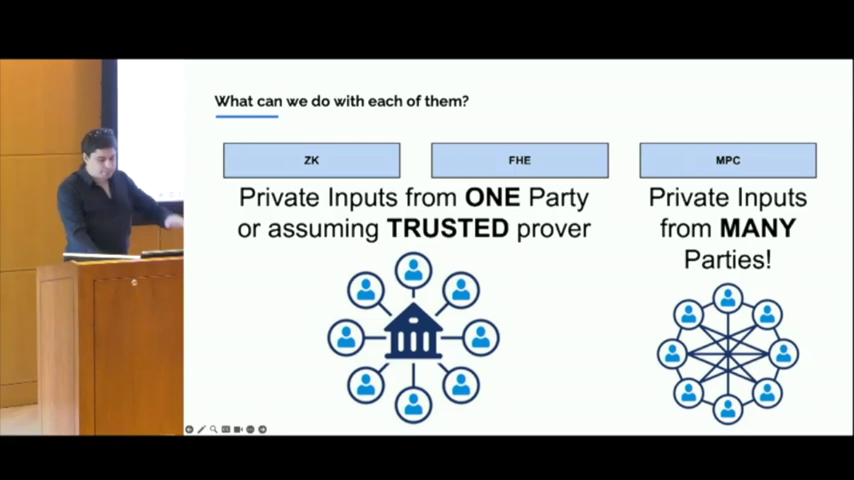 What can we do with each of them?
ZK
FHE
MPC
Private Inputs from ONE Party
or assuming TRUSTED prover
Private Inputs
from MANY
Parties!